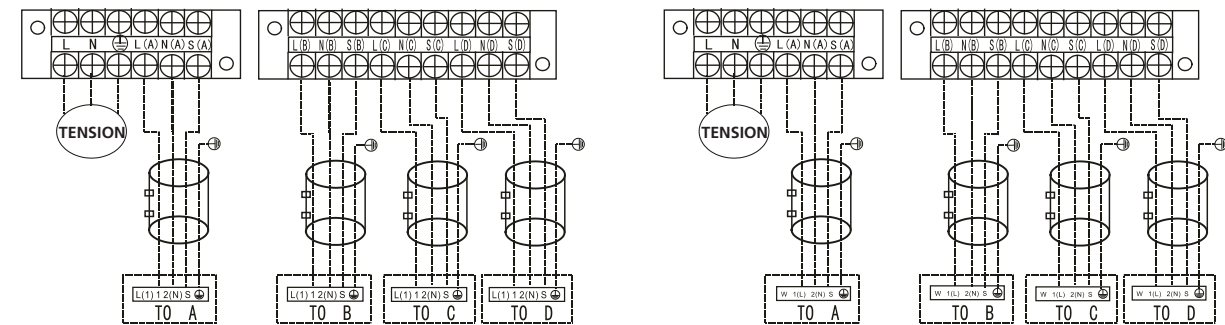 L N L(A) N(A) S(A)
L(B) N(B) S(B) L(C) N(C) S(C) L(D) N(D) S(D)
TENSION
L(1) 1 2(N) S
TO A
L(1) 1 2(N) S
TO B
L(1) 1 2(N) S
TO C
L(1) 1 2(N) S
TO D
L N L(A) N(A) S(A)
L(B) N(B) S(B) L(C) N(C) S(C) L(D) N(D) S(D)
TENSION
W 1(L) 2(N) S
TO A
W 1(L) 2(N) S
TO B
W 1(L) 2(N) S
TO C
W 1(L) 2(N) S
TO D